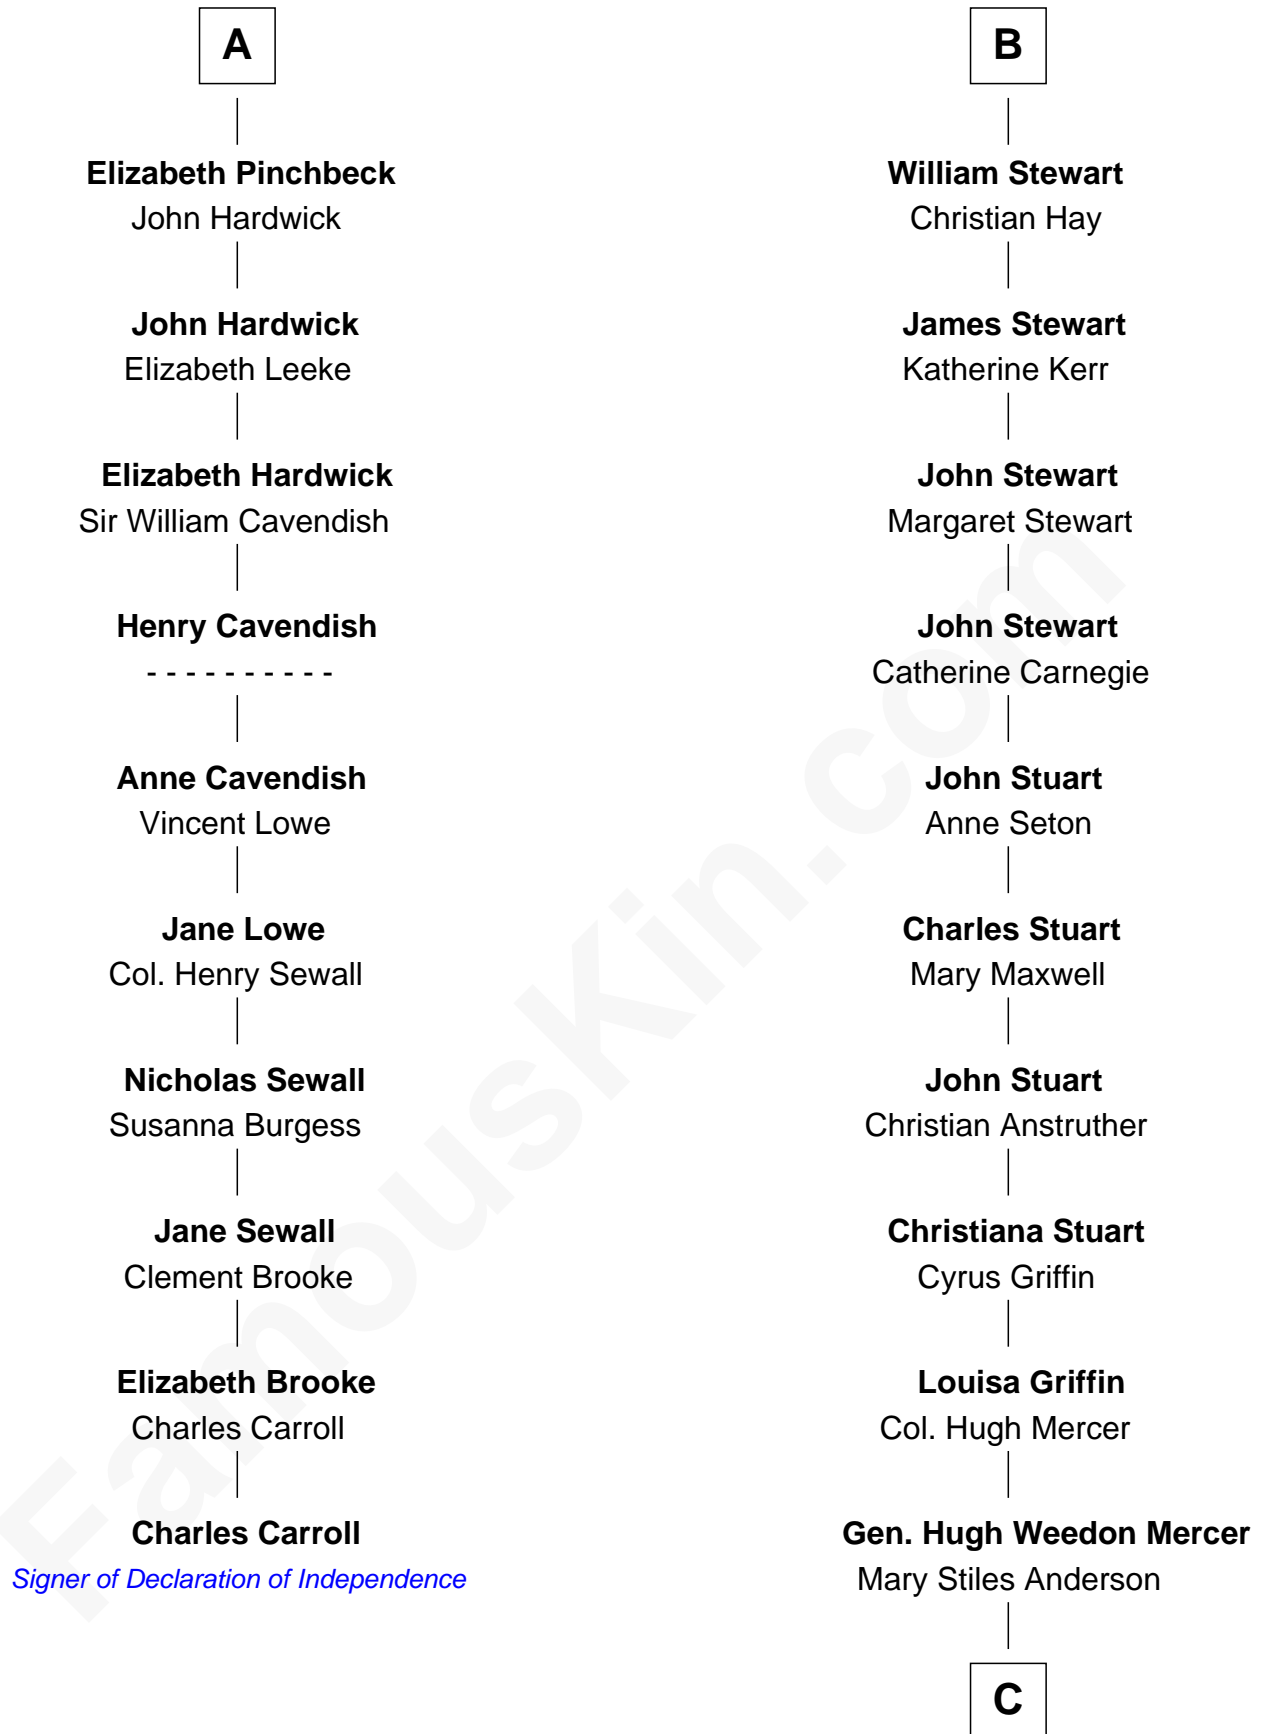 A
Elizabeth Pinchbeck
John Hardwick
John Hardwick
Elizabeth Leeke
Elizabeth Hardwick
Sir William Cavendish
Henry Cavendish
- - - - - - - - - -
Anne Cavendish
Vincent Lowe
Jane Lowe
Col. Henry Sewall
Nicholas Sewall
Susanna Burgess
Jane Sewall
Clement Brooke
Elizabeth Brooke
Charles Carroll
Charles Carroll
Signer of Declaration of Independence
B
William Stewart
Christian Hay
James Stewart
Katherine Kerr
John Stewart
Margaret Stewart
John Stewart
Catherine Carnegie
John Stuart
Anne Seton
Charles Stuart
Mary Maxwell
John Stuart
Christian Anstruther
Christiana Stuart
Cyrus Griffin
Louisa Griffin
Col. Hugh Mercer
Gen. Hugh Weedon Mercer
Mary Stiles Anderson
C
FamousKin.com